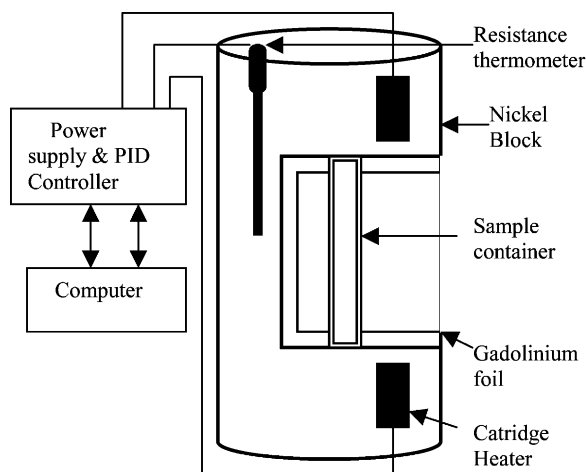 Resistance
thermometer
Nickel
Block
Power
supply & PID
Controller
Sample
container
Computer
Gadolinium
foil
Catridge
Heater